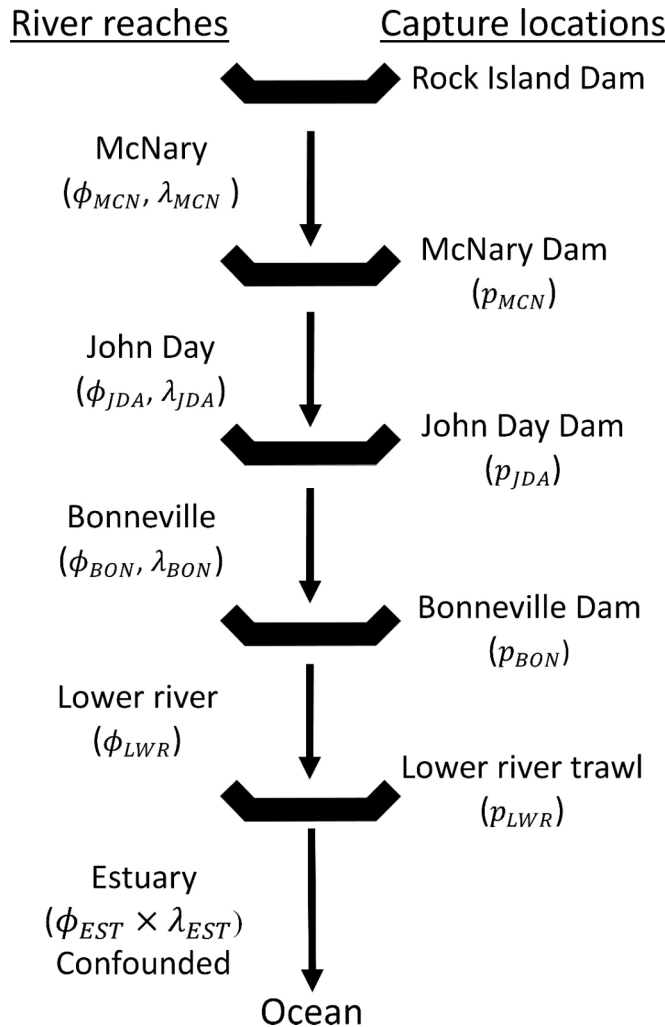 River reaches
Capture locations
Rock Island Dam
McNary
(ϕ_MCN, λ_MCN )
McNary Dam
(p_MCN)
John Day
(ϕ_JDA, λ_JDA)
John Day Dam
(p_JDA)
Bonneville
(ϕ_BON, λ_BON)
Bonneville Dam
(p_BON)
Lower river
(ϕ_LWR)
Lower river trawl
(p_LWR)
Estuary
(ϕ_EST × λ_EST)
Confounded
Ocean